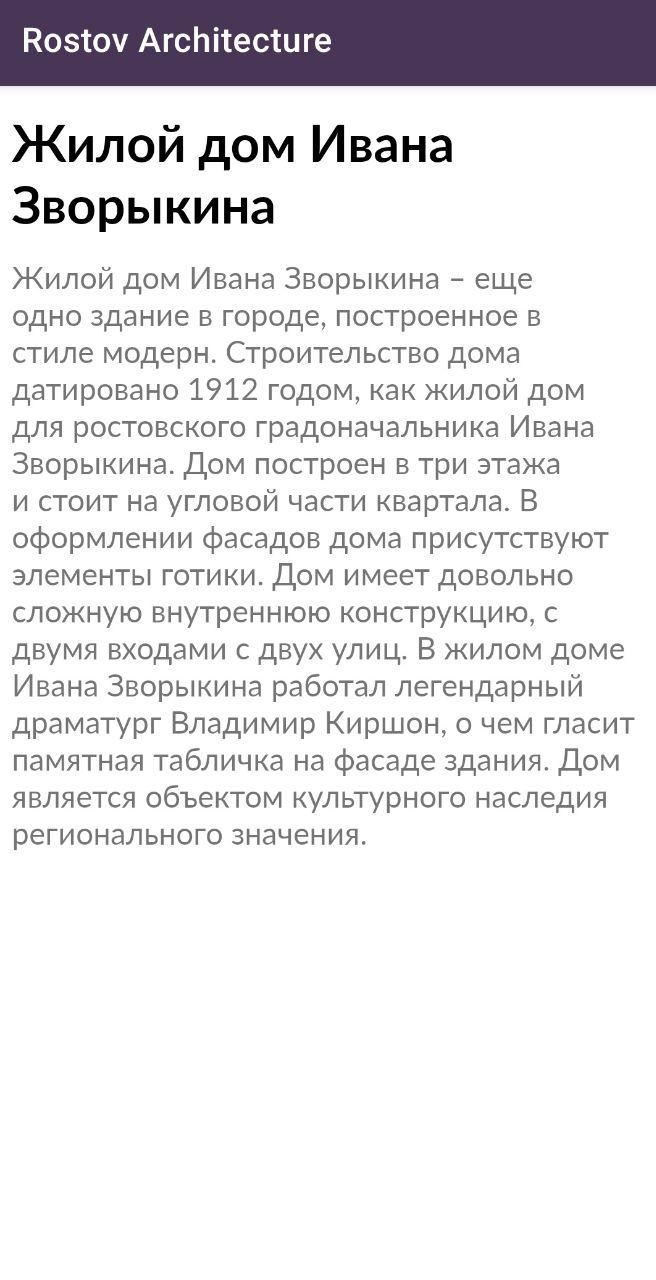 Rostov Architecture
Жилой дом Ивана
Зворыкина
Жилой дом Ивана Зворыкина – еще
одно здание в городе, построенное в
стиле модерн. Строительство дома
датировано 1912 годом, как жилой дом
для ростовского градоначальника Ивана
Зворыкина. Дом построен в три этажа
и стоит на угловой части квартала. В
оформлении фасадов дома присутствуют
элементы готики. Дом имеет довольно
сложную внутреннюю конструкцию, с
двумя входами с двух улиц. В жилом доме
Ивана Зворыкина работал легендарный
драматург Владимир Киршон, о чем гласит
памятная табличка на фасаде здания. Дом
является объектом культурного наследия
регионального значения.